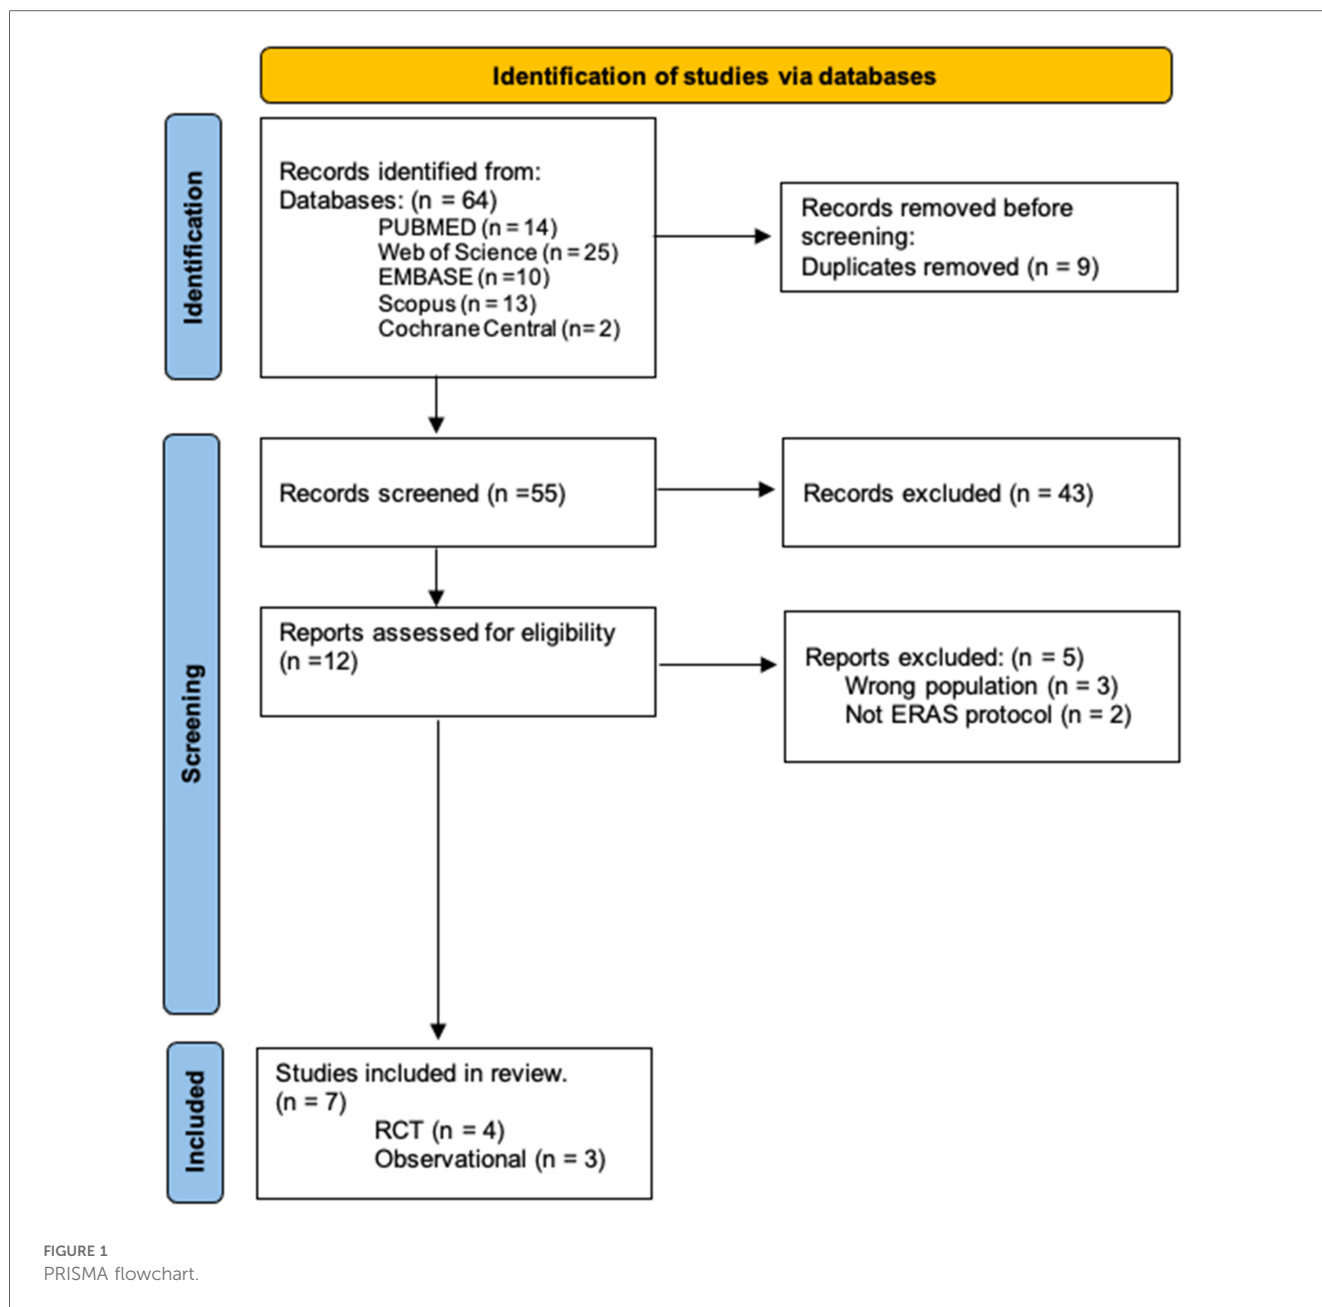 Identification of studies via databases
Identification
Records identified from:
Databases: (n = 64)
PUBMED (n = 14)
Web of Science (n = 25)
EMBASE (n =10)
Scopus (n = 13)
Cochrane Central (n= 2)
Records removed before
screening:
Duplicates removed (n = 9)
Screening
Records screened (n =55)
Records excluded (n = 43)
Reports assessed for eligibility
(n =12)
Reports excluded: (n = 5)
Wrong population (n = 3)
Not ERAS protocol (n = 2)
Included
Studies included in review.
(n = 7)
RCT (n = 4)
Observational (n = 3)
FIGURE 1
PRISMA flowchart.